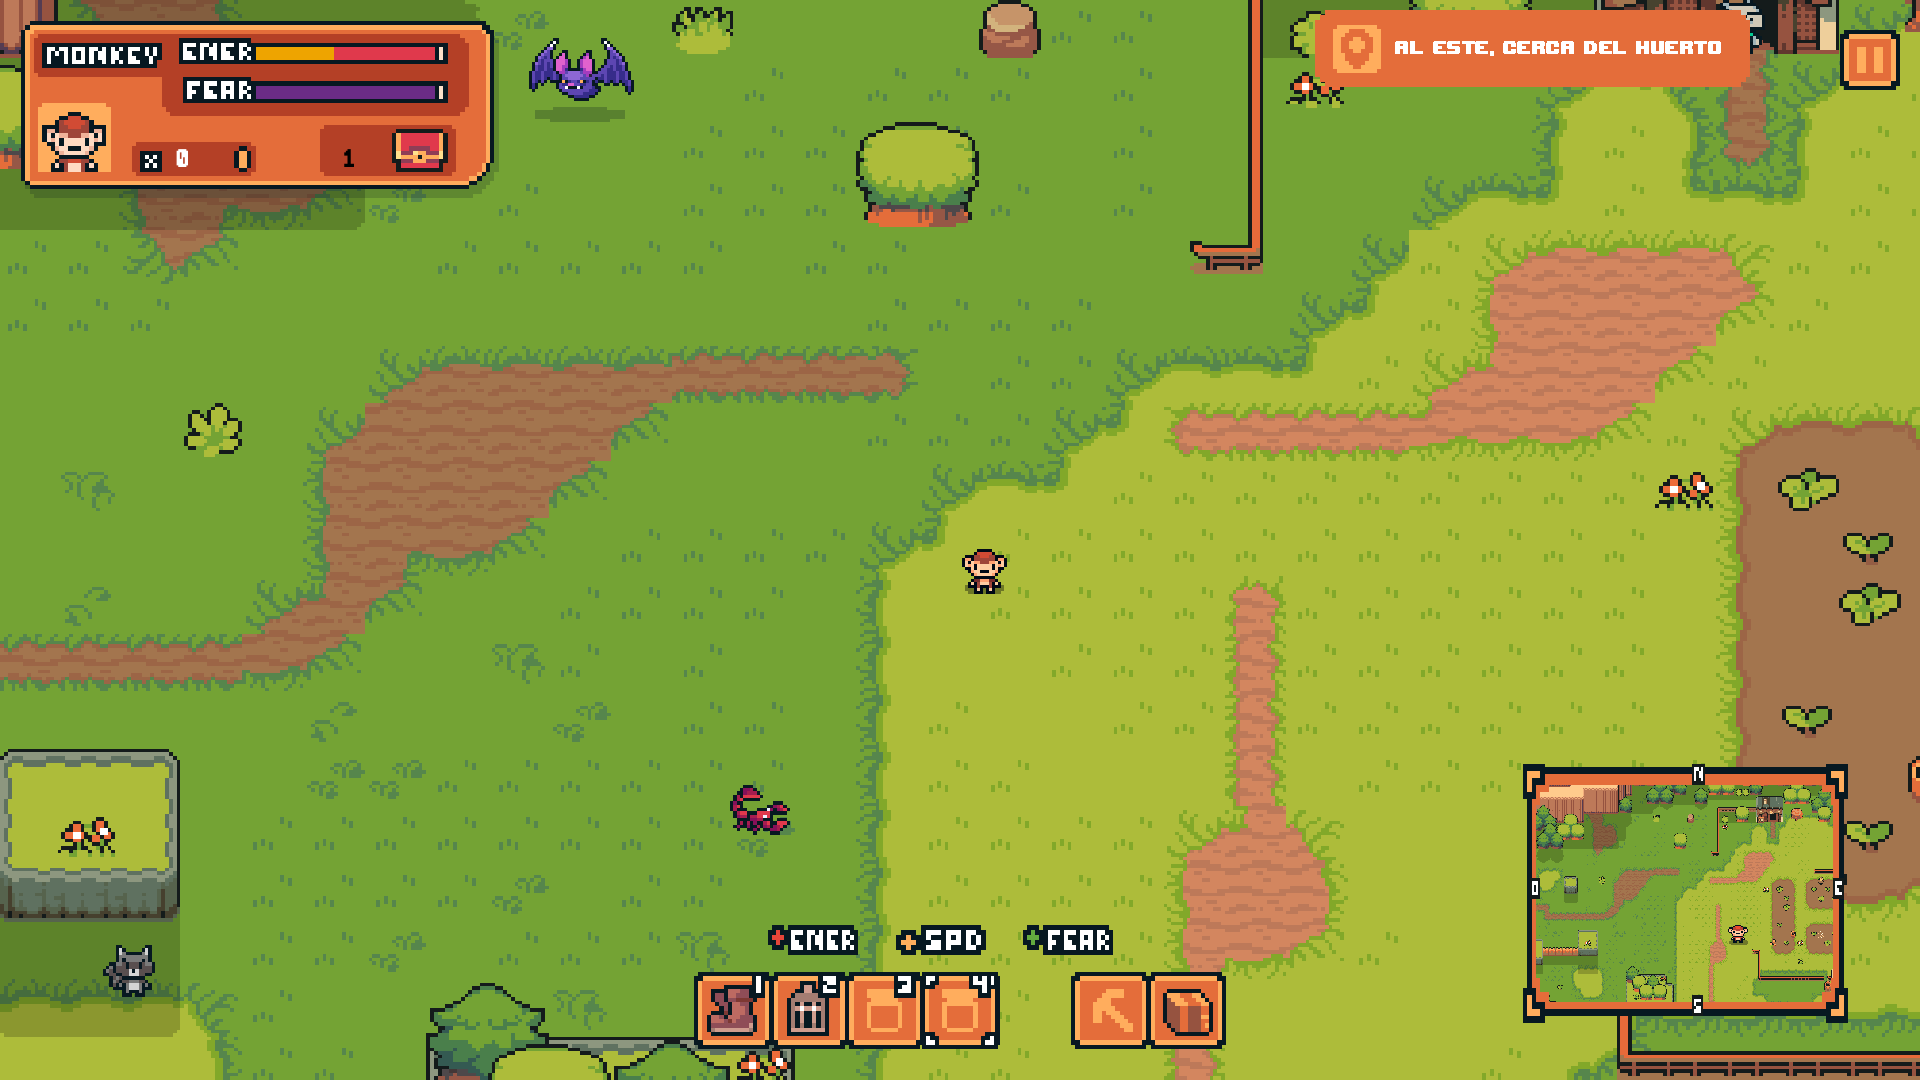 MONKEY
ENER
FEAR
X 0
1
AL ESTE, CERCA DEL HUERTO
N
O
E
S
+ENER +SPD +FEAR
1 2 3 4